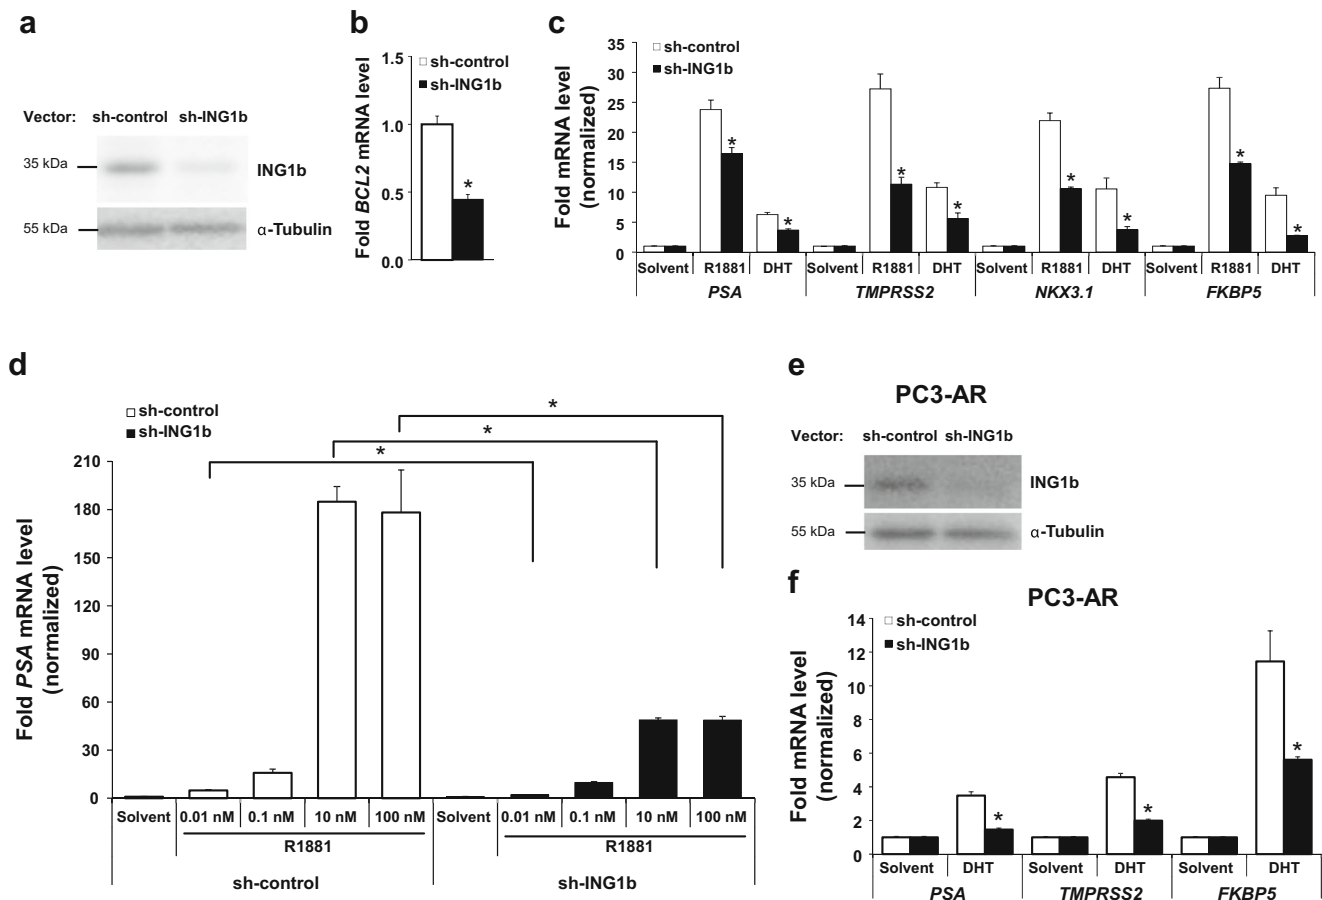 a
Vector: sh-control sh-ING1b
35 kDa
ING1b
55 kDa
α-Tubulin
b
Fold BCL2 mRNA level
1.5
1.0
0.5
0.0
sh-control
sh-ING1b
*
c
Fold mRNA level
(normalized)
35
30
25
20
15
10
5
0
sh-control
sh-ING1b
* * * * * * * *
Solvent R1881 DHT Solvent R1881 DHT Solvent R1881 DHT Solvent R1881 DHT
PSA TMPRSS2 NKX3.1 FKBP5
d
sh-control
sh-ING1b
* * *
Fold PSA mRNA level
(normalized)
210
180
150
120
90
60
30
0
Solvent 0.01 nM 0.1 nM 10 nM 100 nM Solvent 0.01 nM 0.1 nM 10 nM 100 nM
R1881 R1881
sh-control sh-ING1b
e
PC3-AR
Vector: sh-control sh-ING1b
35 kDa
ING1b
55 kDa
α-Tubulin
f
PC3-AR
Fold mRNA level
(normalized)
14
12
10
8
6
4
2
0
sh-control
sh-ING1b
* * *
Solvent DHT Solvent DHT Solvent DHT
PSA TMPRSS2 FKBP5